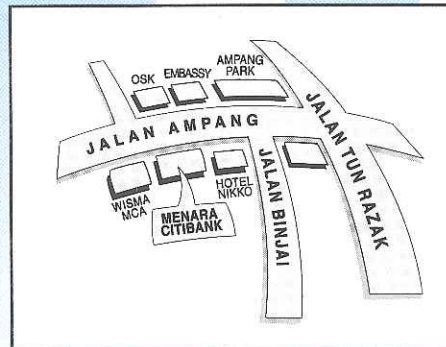 OSK
EMBASSY
AMPANG
PARK
JALAN AMPANG
JALAN TUN RAZAK
WISMA
MCA
MENARA
CITIBANK
HOTEL
NIKKO
JALAN BINJAI